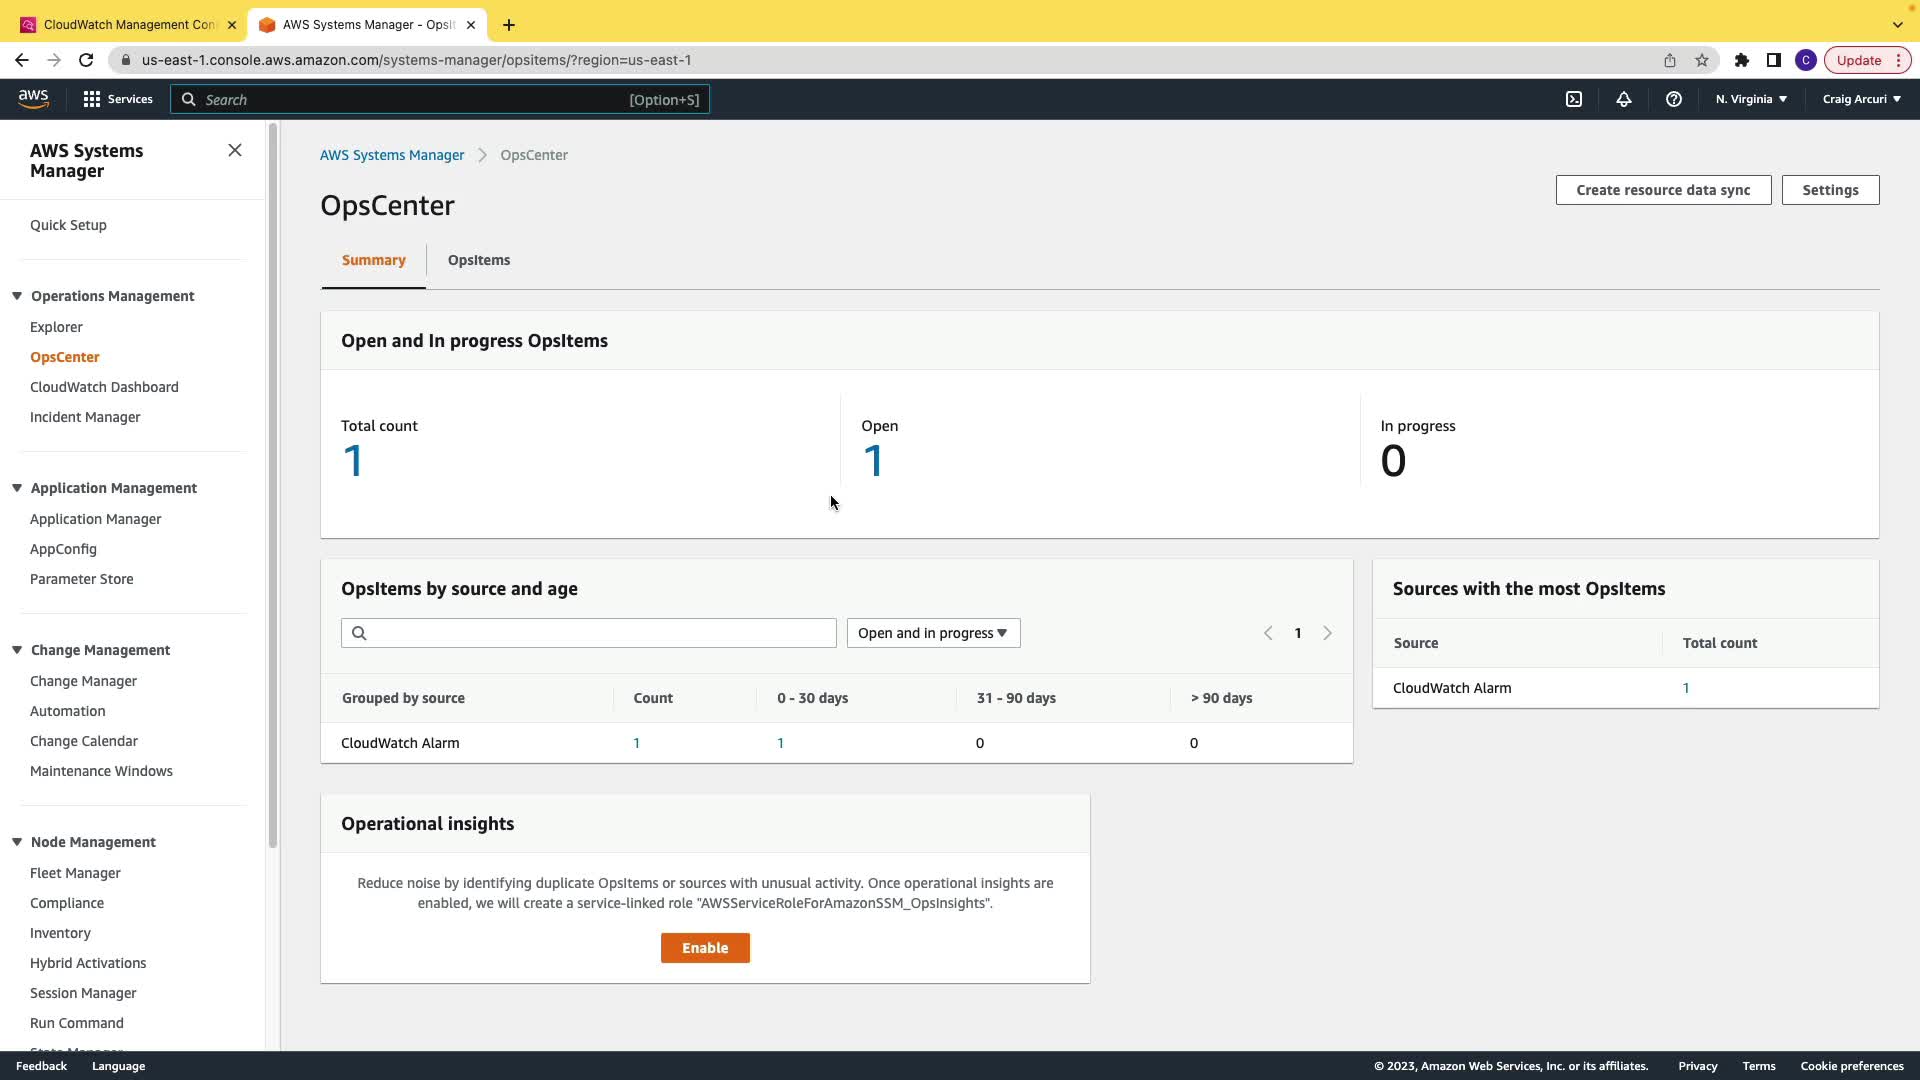 CloudWatch Management Con
AWS Systems Manager - OpsIt
us-east-1.console.aws.amazon.com/systems-manager/opsitems/?region=us-east-1
C
Update
aws
Services
Search
[Option+S]
N. Virginia
Craig Arcuri
AWS Systems
Manager
Quick Setup
Operations Management
Explorer
OpsCenter
CloudWatch Dashboard
Incident Manager
Application Management
Application Manager
AppConfig
Parameter Store
Change Management
Change Manager
Automation
Change Calendar
Maintenance Windows
Node Management
Fleet Manager
Compliance
Inventory
Hybrid Activations
Session Manager
Run Command
AWS Systems Manager
OpsCenter
OpsCenter
Create resource data sync
Settings
Summary
OpsItems
Open and In progress OpsItems
Total count
1
Open
1
In progress
0
OpsItems by source and age
Open and in progress
1
Grouped by source
Count
0 - 30 days
31 - 90 days
> 90 days
CloudWatch Alarm
1
1
0
0
Sources with the most OpsItems
Source
Total count
CloudWatch Alarm
1
Operational insights
Reduce noise by identifying duplicate OpsItems or sources with unusual activity. Once operational insights are
enabled, we will create a service-linked role "AWSServiceRoleForAmazonSSM_OpsInsights".
Enable
Feedback
Language
© 2023, Amazon Web Services, Inc. or its affiliates.
Privacy
Terms
Cookie preferences